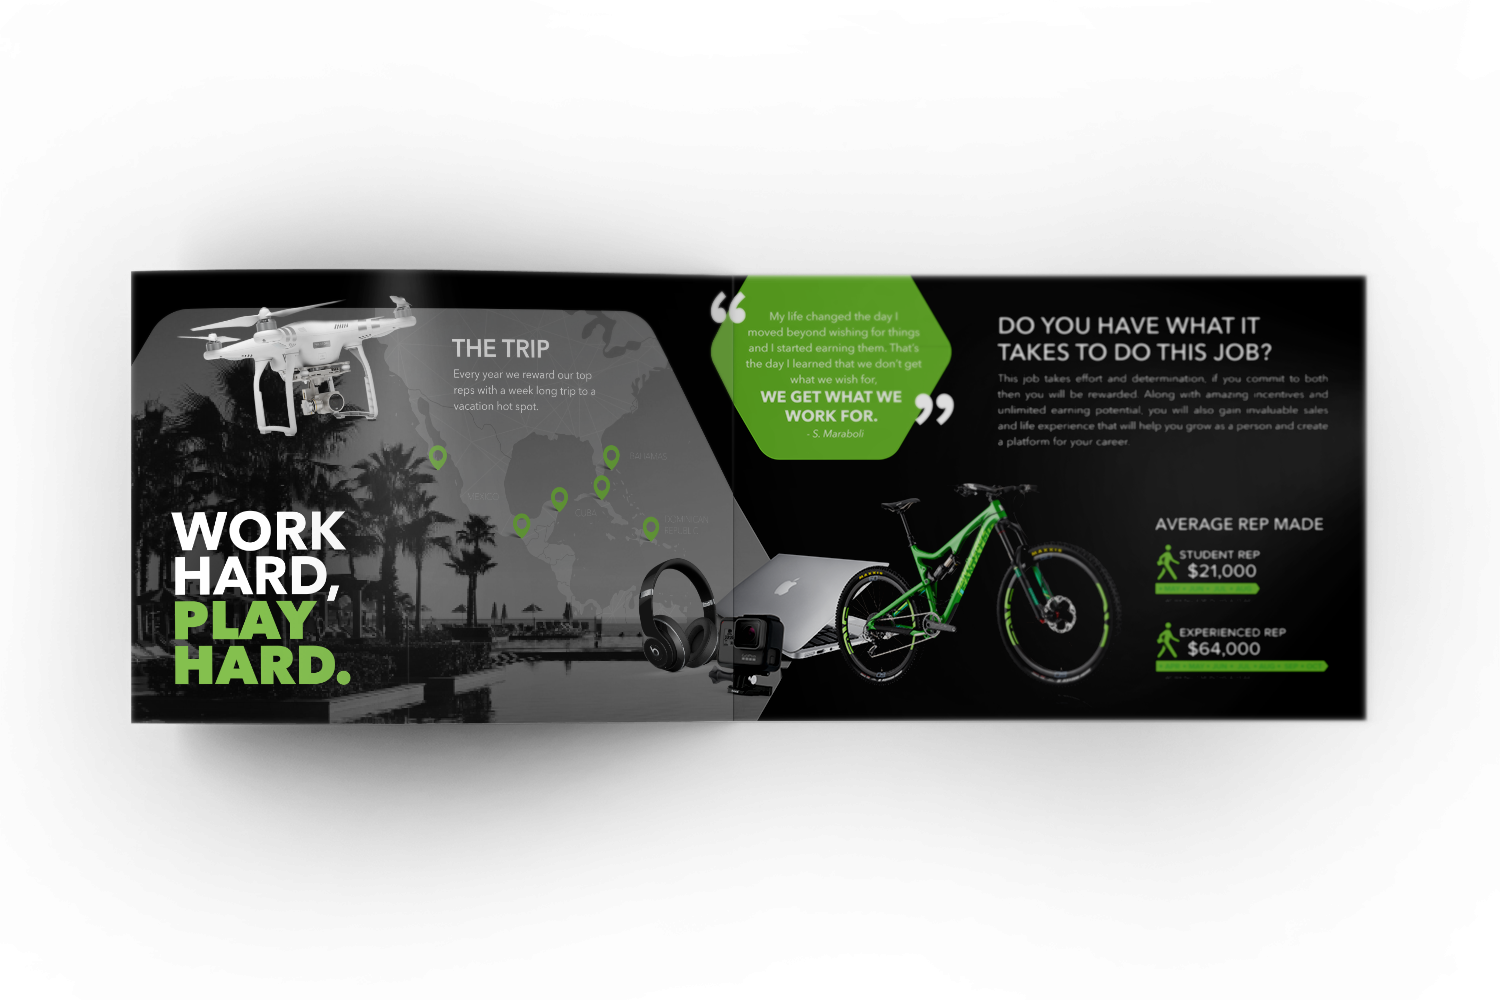 WORK
HARD,
PLAY
HARD.
THE TRIP
Every year we reward our top
reps with a week long trip to a
vacation hot spot.
MEXICO
BAHAMAS
CUBA
DOMINICAN
REPUBLIC
“
My life changed the day I
moved beyond wishing for things
and I started earning them. That's
the day I learned that we don't get
what we wish for,
WE GET WHAT WE
WORK FOR.
”
- S. Maraboli
DO YOU HAVE WHAT IT
TAKES TO DO THIS JOB?
This job takes effort and determination, if you commit to both
then you will be rewarded. Along with amazing incentives and
unlimited earning potential, you will also gain invaluable sales
and life experience that will help you grow as a person and create
a platform for your career.
AVERAGE REP MADE
STUDENT REP
$21,000
EXPERIENCED REP
$64,000